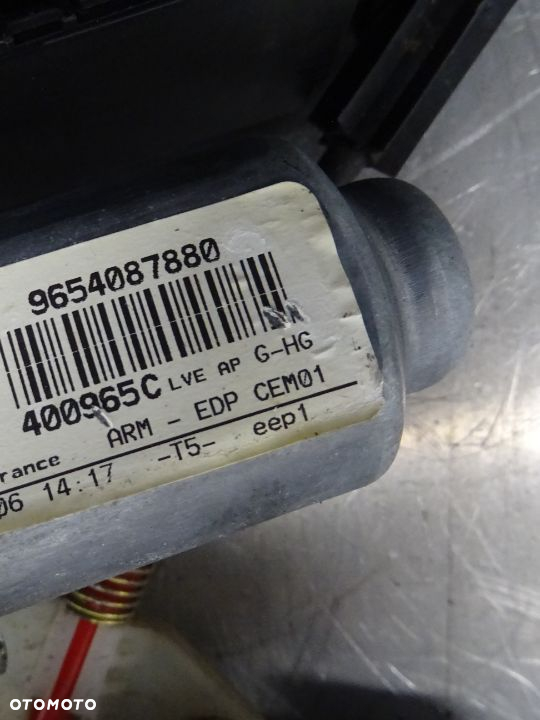 9654087880
400965C LVE AP G-HG
rance ARM - EDP CEM01
06 14:17 -T5- eep1
OTOMOTO